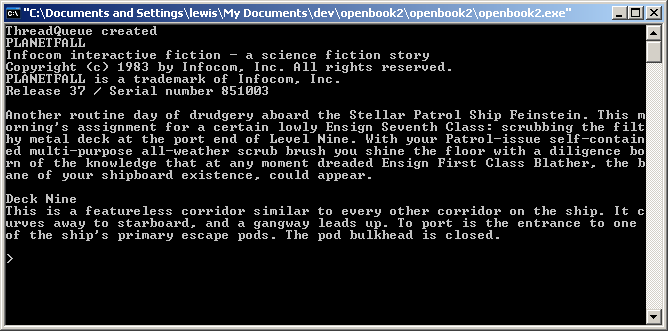 "C:\Documents and Settings\lewis\My Documents\dev\openbook2\openbook2\openbook2.exe"
ThreadQueue created
PLANETFALL
Infocom interactive fiction - a science fiction story
Copyright (c) 1983 by Infocom, Inc. All rights reserved.
PLANETFALL is a trademark of Infocom, Inc.
Release 37 / Serial number 851003
Another routine day of drudgery aboard the Stellar Patrol Ship Feinstein. This m
orning's assignment for a certain lowly Ensign Seventh Class: scrubbing the filt
hy metal deck at the port end of Level Nine. With your Patrol-issue self-contain
ed multi-purpose all-weather scrub brush you shine the floor with a diligence bo
rn of the knowledge that at any moment dreaded Ensign First Class Blather, the b
ane of your shipboard existence, could appear.
Deck Nine
This is a featureless corridor similar to every other corridor on the ship. It c
urves away to starboard, and a gangway leads up. To port is the entrance to one
of the ship's primary escape pods. The pod bulkhead is closed.
>